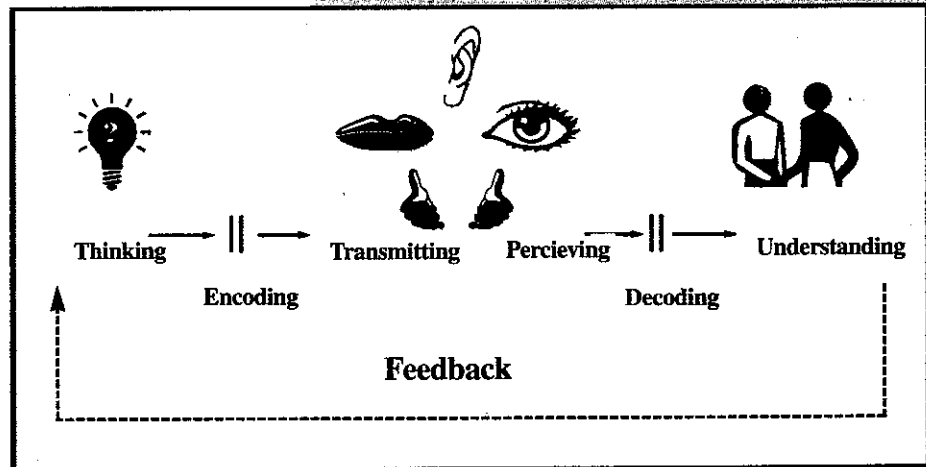 ?
Thinking
Transmitting
Percieving
Understanding
Encoding
Decoding
Feedback